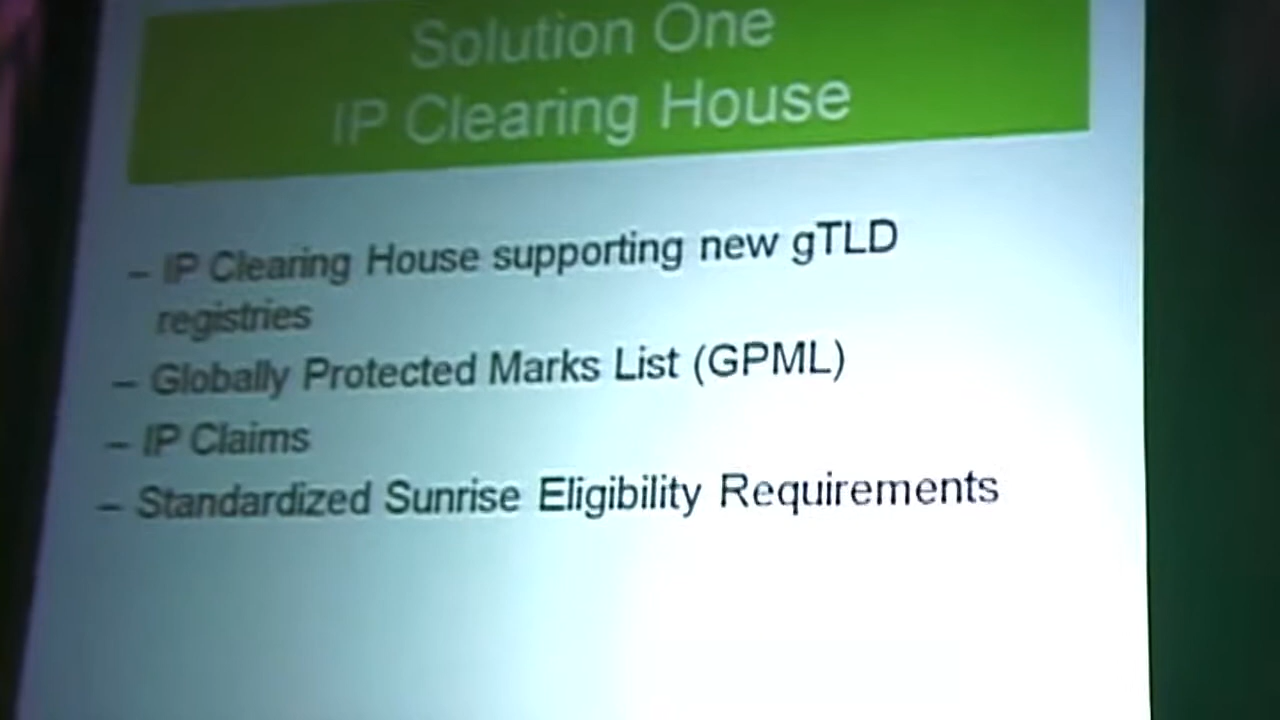 Solution One
IP Clearing House
– IP Clearing House supporting new gTLD
registries
– Globally Protected Marks List (GPML)
– IP Claims
– Standardized Sunrise Eligibility Requirements